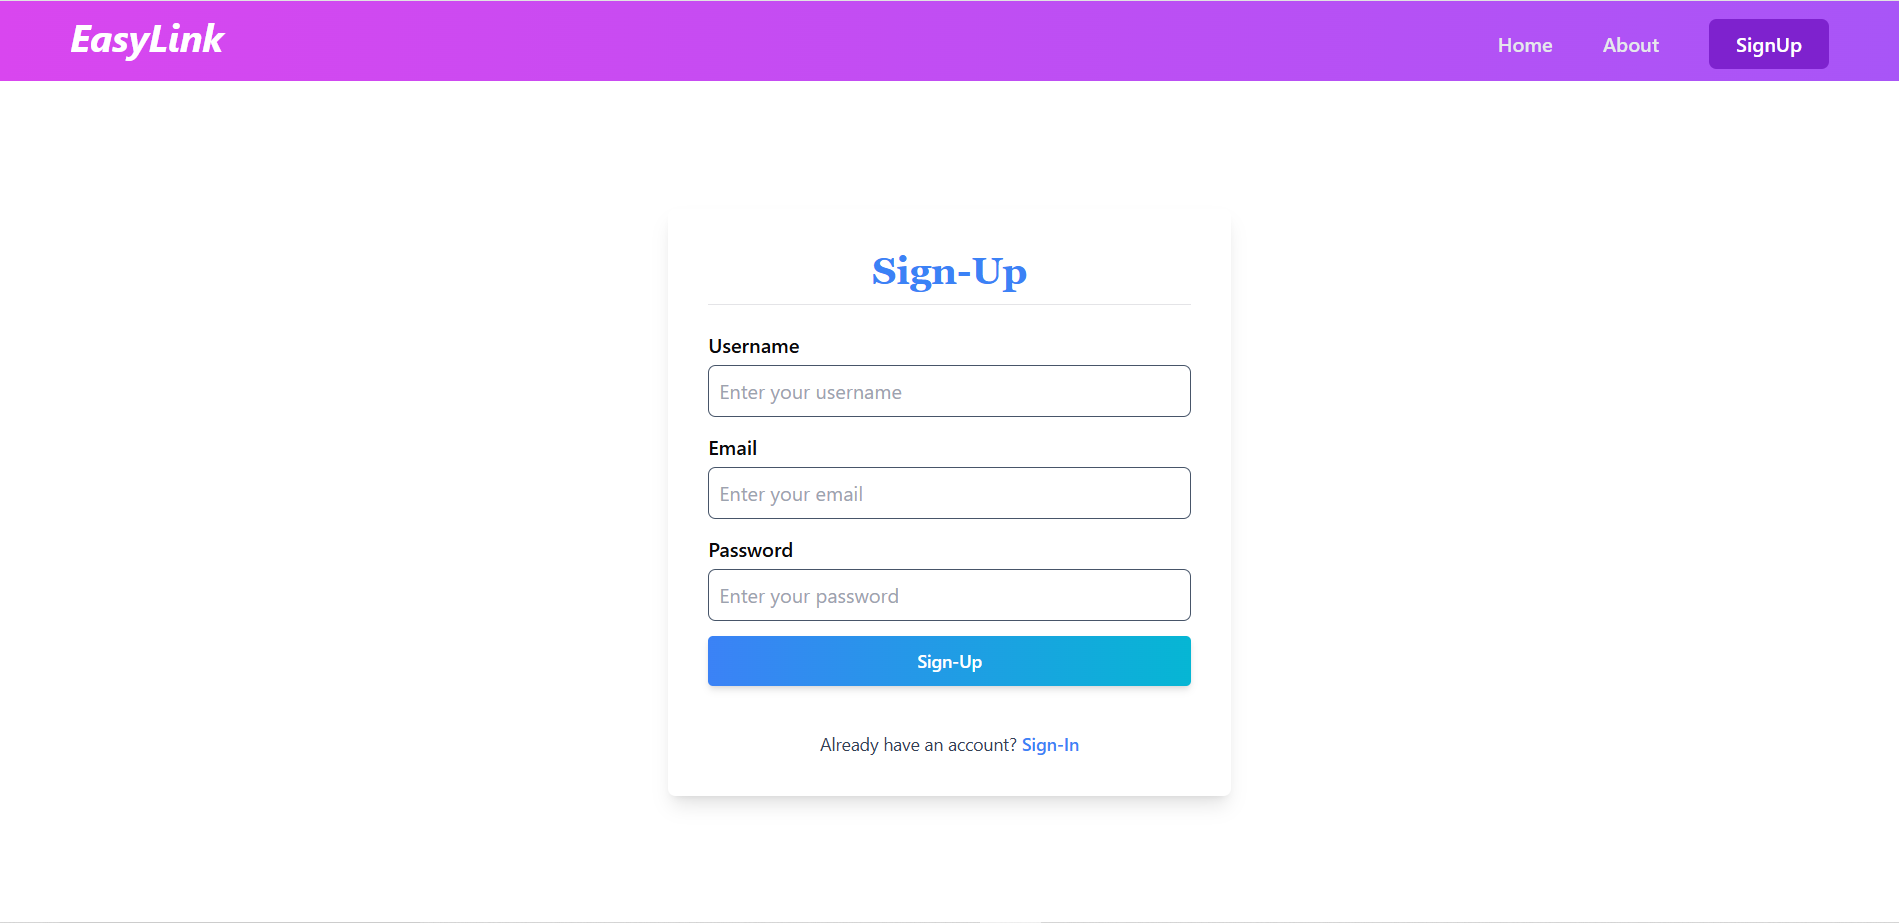 EasyLink
Home About SignUp
Sign-Up
Username
Enter your username
Email
Enter your email
Password
Enter your password
Sign-Up
Already have an account? Sign-In